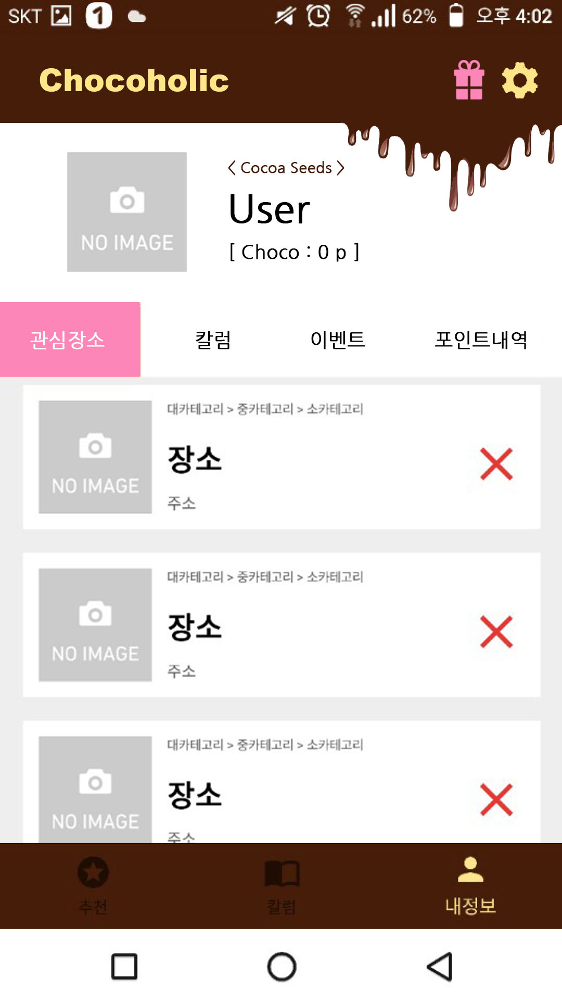 SKT 1 62% 오후 4:02
Chocoholic
〈 Cocoa Seeds 〉
User
[ Choco : 0 p ]
NO IMAGE
관심장소 칼럼 이벤트 포인트내역
대카테고리 > 중카테고리 > 소카테고리
장소
주소
NO IMAGE
대카테고리 > 중카테고리 > 소카테고리
장소
주소
NO IMAGE
대카테고리 > 중카테고리 > 소카테고리
장소
주소
NO IMAGE
추천 칼럼 내정보